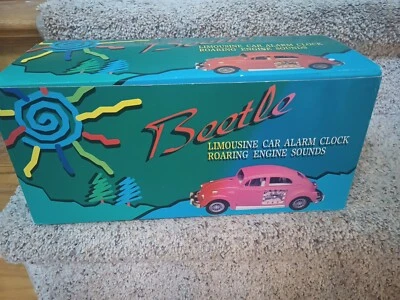 LIMOUSINE CAR ALARM CLOCK
ROARING ENGINE SOUNDS
Beetle
LIMOUSINE CAR ALARM CLOCK
ROARING ENGINE SOUNDS